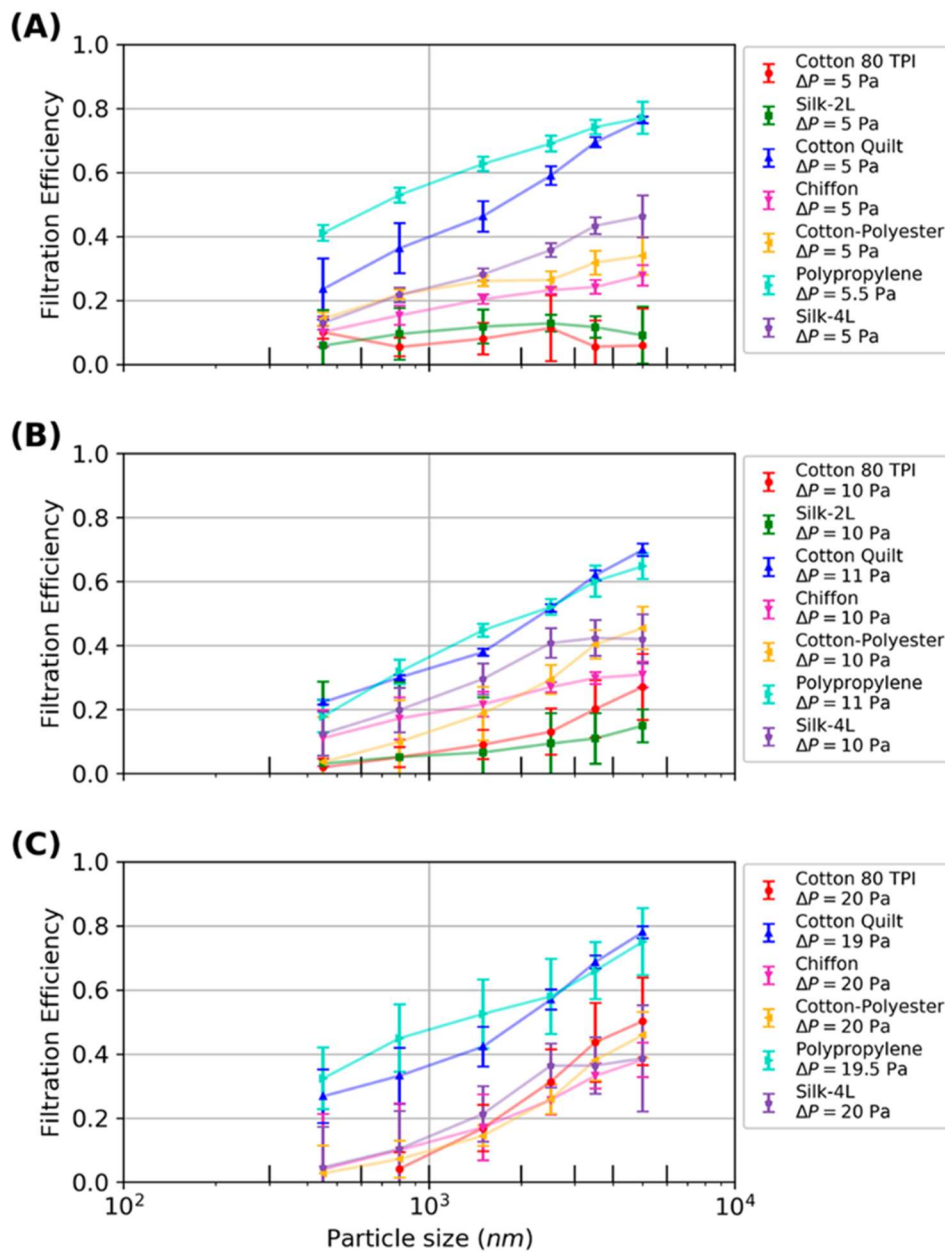 (A)
1.0
0.8
0.6
0.4
0.2
0.0
Filtration Efficiency
10²
10³
10⁴
Cotton 80 TPI
ΔP = 5 Pa
Silk-2L
ΔP = 5 Pa
Cotton Quilt
ΔP = 5 Pa
Chiffon
ΔP = 5 Pa
Cotton-Polyester
ΔP = 5 Pa
Polypropylene
ΔP = 5.5 Pa
Silk-4L
ΔP = 5 Pa
(B)
1.0
0.8
0.6
0.4
0.2
0.0
Filtration Efficiency
Cotton 80 TPI
ΔP = 10 Pa
Silk-2L
ΔP = 10 Pa
Cotton Quilt
ΔP = 11 Pa
Chiffon
ΔP = 10 Pa
Cotton-Polyester
ΔP = 10 Pa
Polypropylene
ΔP = 11 Pa
Silk-4L
ΔP = 10 Pa
10²
10³
10⁴
(C)
1.0
0.8
0.6
0.4
0.2
0.0
Filtration Efficiency
Cotton 80 TPI
ΔP = 20 Pa
Cotton Quilt
ΔP = 19 Pa
Chiffon
ΔP = 20 Pa
Cotton-Polyester
ΔP = 20 Pa
Polypropylene
ΔP = 19.5 Pa
Silk-4L
ΔP = 20 Pa
10²
10³
10⁴
Particle size (nm)